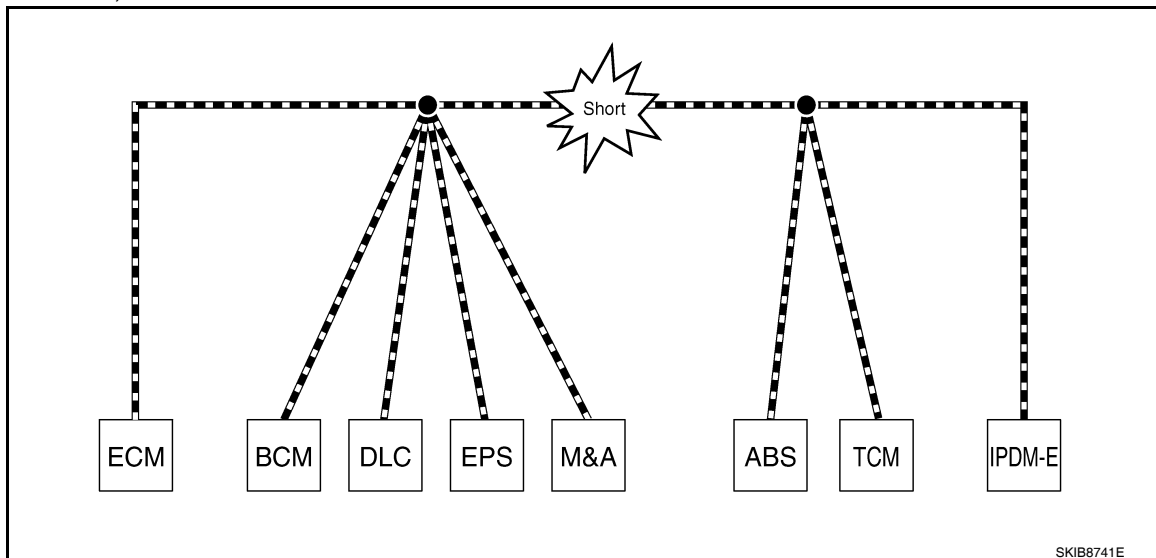 Short
ECM
BCM
DLC
EPS
M&A
ABS
TCM
IPDM-E
SKIB8741E